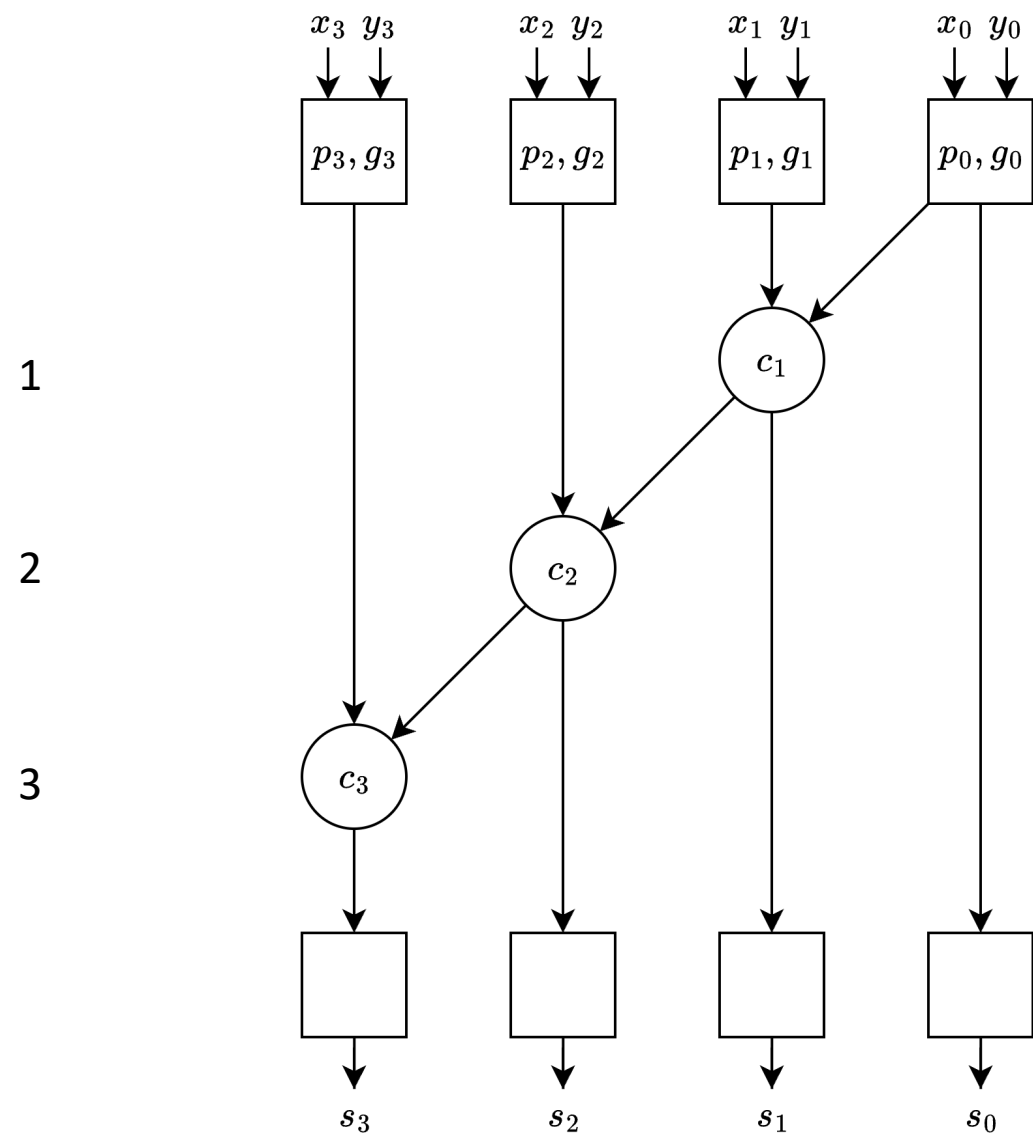 x₃ y₃ x₂ y₂ x₁ y₁ x₀ y₀
p₃, g₃ p₂, g₂ p₁, g₁ p₀, g₀
1 c₁
2 c₂
3 c₃
s₃ s₂ s₁ s₀